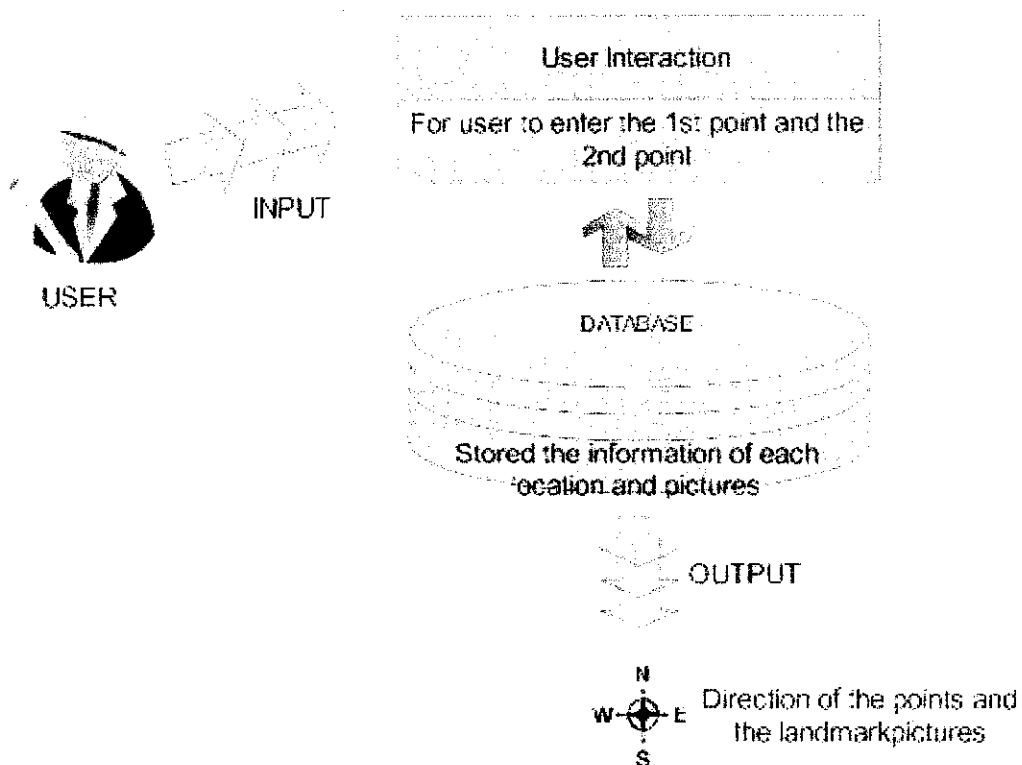 User Interaction
For user to enter the 1st point and the
2nd point
INPUT
USER
DATABASE
Stored the information of each
location and pictures
OUTPUT
N
W E
S
Direction of the points and
the landmarkpictures